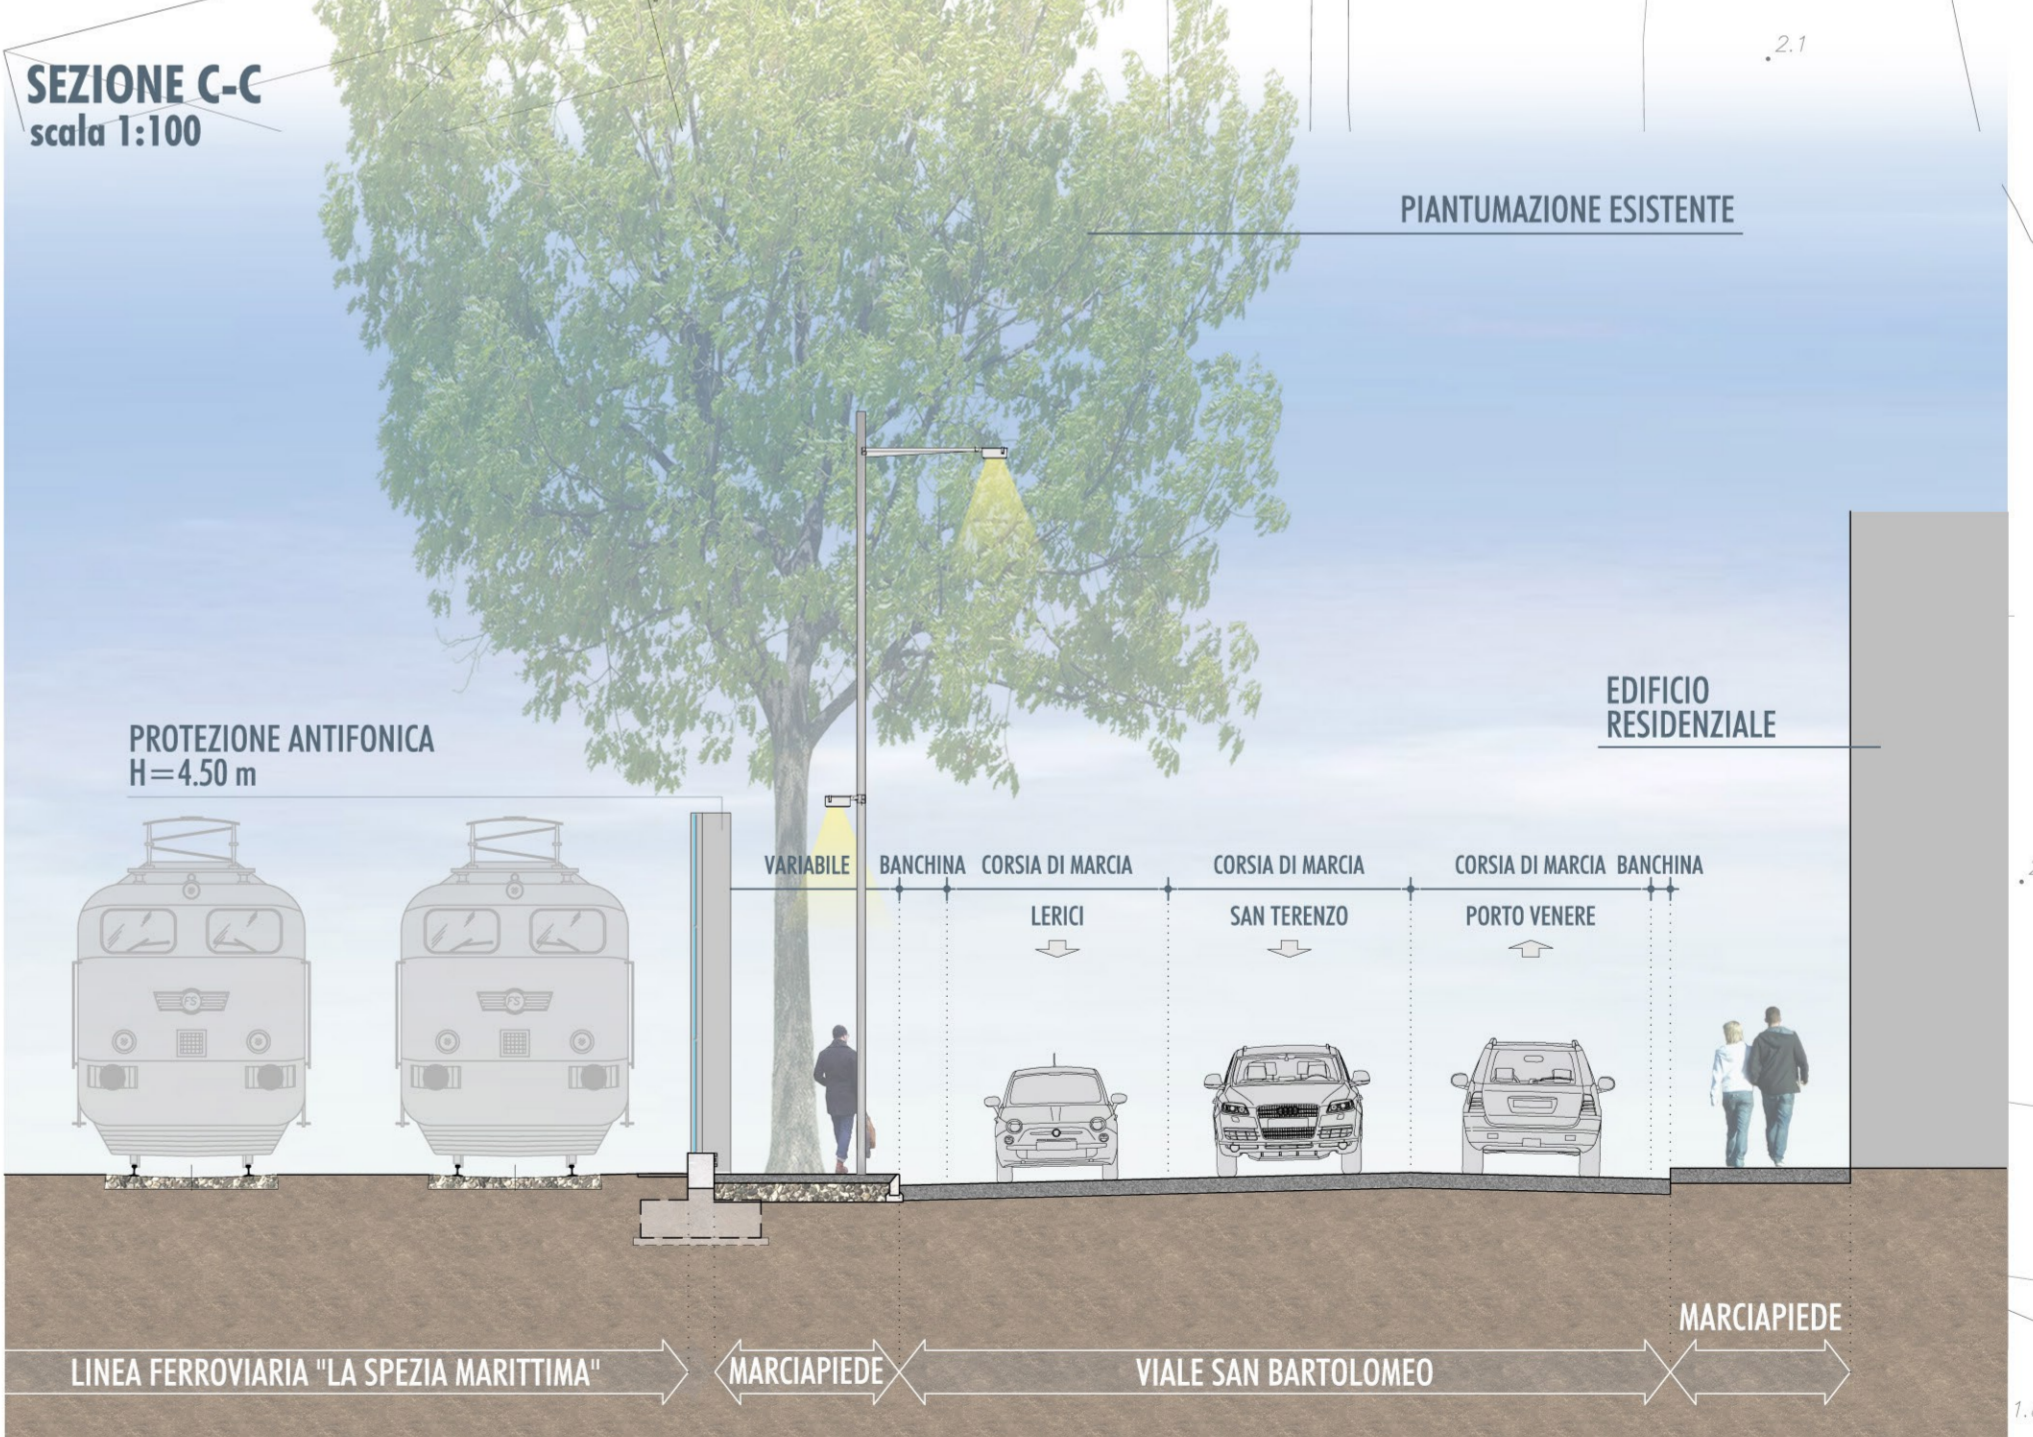 2.1
SEZIONE C-C
scala 1:100
PIANTUMAZIONE ESISTENTE
EDIFICIO
RESIDENZIALE
PROTEZIONE ANTIFONICA
H=4.50 m
VARIABILE BANCHINA CORSIA DI MARCIA CORSIA DI MARCIA CORSIA DI MARCIA BANCHINA
LERICI SAN TERENZO PORTO VENERE
FS FS
MARCIAPIEDE
LINEA FERROVIARIA "LA SPEZIA MARITTIMA" MARCIAPIEDE VIALE SAN BARTOLOMEO